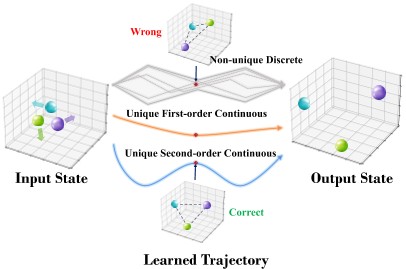 Wrong
Non-unique Discrete
Unique First-order Continuous
Unique Second-order Continuous
Input State
Output State
Correct
Learned Trajectory